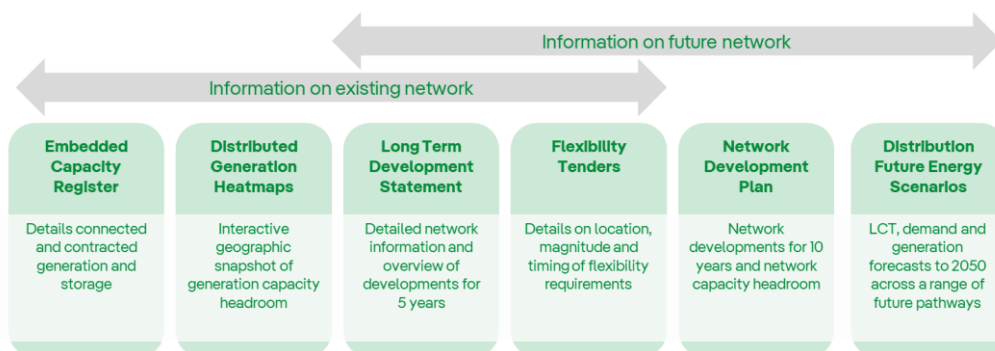 Information on future network
Information on existing network
Embedded
Capacity
Register
Details connected
and contracted
generation and
storage
Distributed
Generation
Heatmaps
Interactive
geographic
snapshot of
generation capacity
headroom
Long Term
Development
Statement
Detailed network
information and
overview of
developments for
5 years
Flexibility
Tenders
Details on location,
magnitude and
timing of flexibility
requirements
Network
Development
Plan
Network
developments for 10
years and network
capacity headroom
Distribution
Future Energy
Scenarios
LCT, demand and
generation
forecasts to 2050
across a range of
future pathways